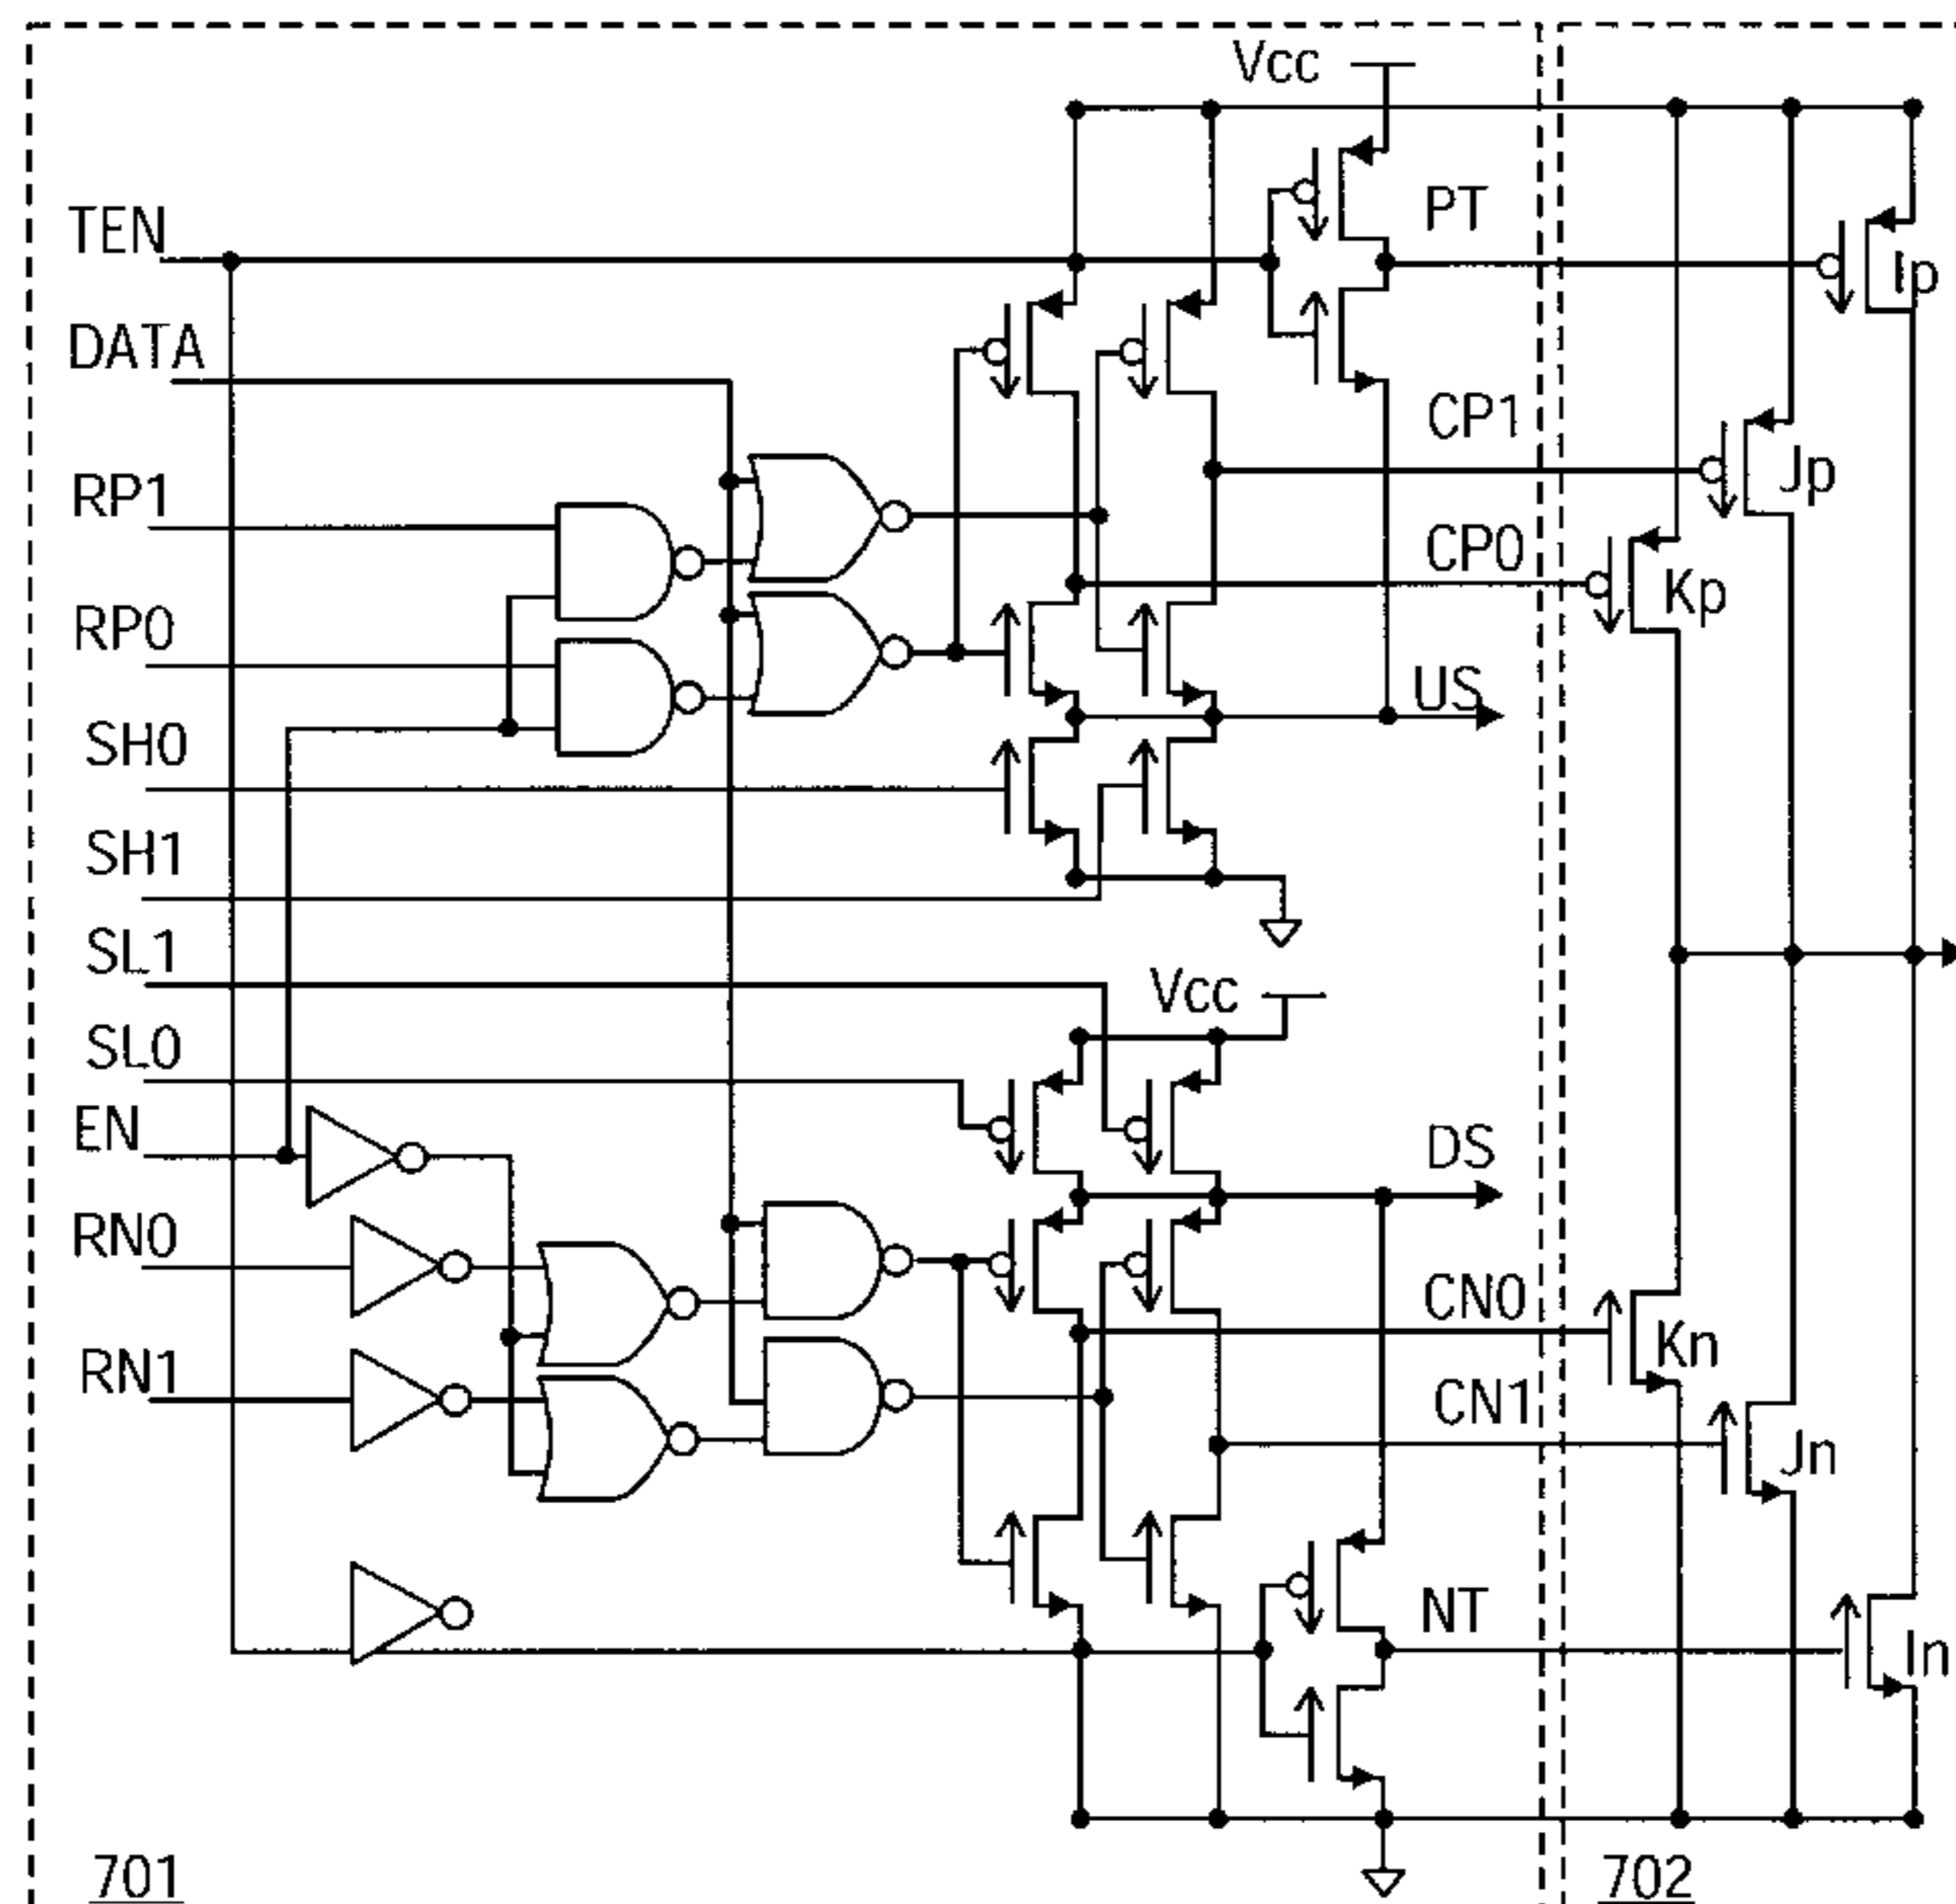 Vcc
TEN
PT
Ip
DATA
CP1
RP1
Jp
CP0
RP0
Kp
US
SH0
SH1
SL1
Vcc
SL0
EN
DS
RN0
CN0
Kn
RN1
CN1
Jn
NT
In
701
702